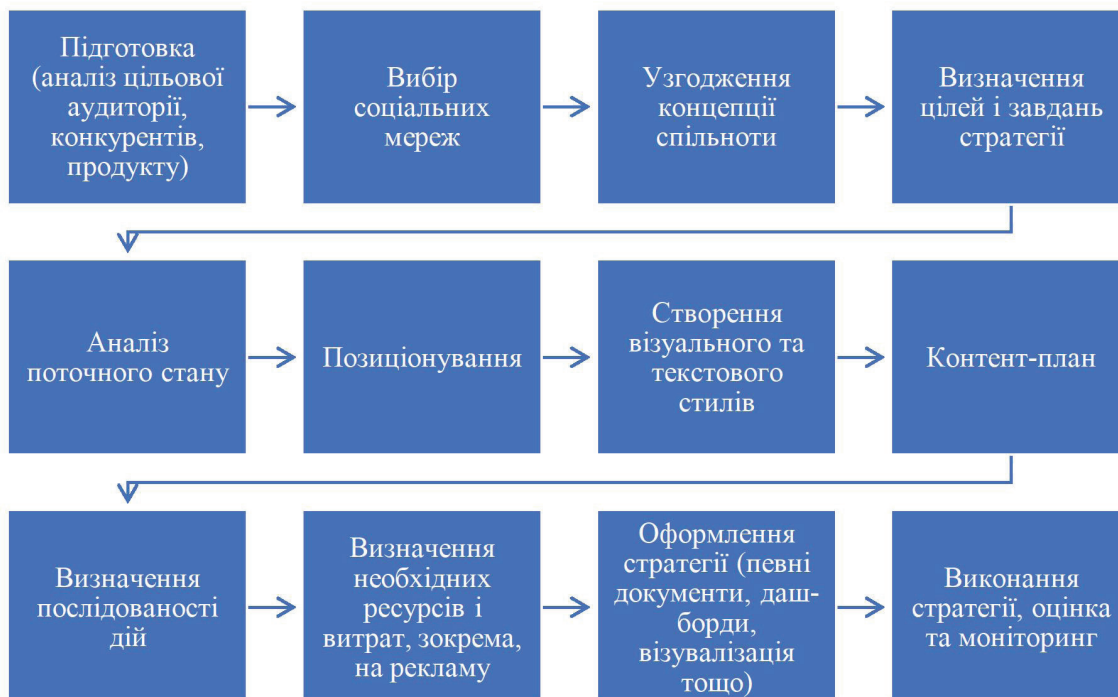 Підготовка
(аналіз цільової
аудиторії,
конкурентів,
продукту)
Вибір
соціальних
мереж
Узгодження
концепції
спільноти
Визначення
цілей і завдань
стратегії
Аналіз
поточного стану
Позиціонування
Створення
візуального та
текстового
стилів
Контент-план
Визначення
послідованості
дій
Визначення
необхідних
ресурсів і
витрат, зокрема,
на рекламу
Оформлення
стратегії (певні
документи, даш-
борди,
візувалізація
тощо)
Виконання
стратегії, оцінка
та моніторинг